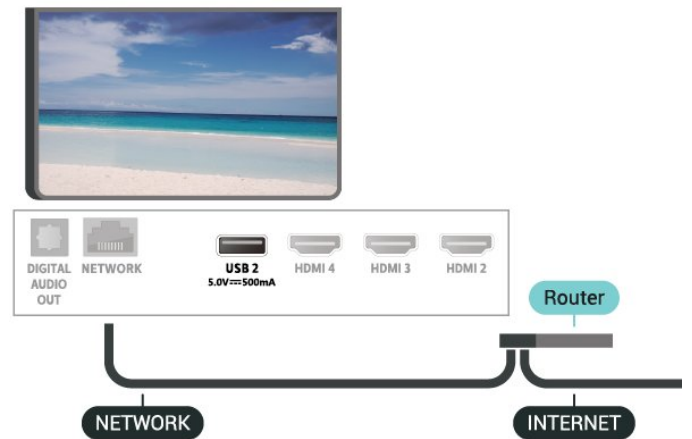 DIGITAL
AUDIO
OUT
NETWORK
USB 2
5.0V⎓500mA
HDMI 4
HDMI 3
HDMI 2
Router
NETWORK
INTERNET